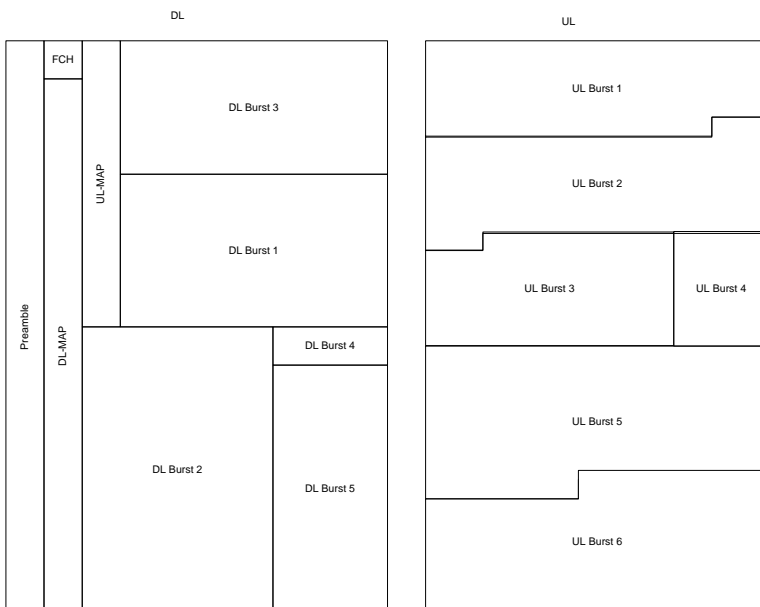 DL
UL
Preamble
FCH
DL-MAP
UL-MAP
DL Burst 3
DL Burst 1
DL Burst 4
DL Burst 2
DL Burst 5
UL Burst 1
UL Burst 2
UL Burst 3
UL Burst 4
UL Burst 5
UL Burst 6